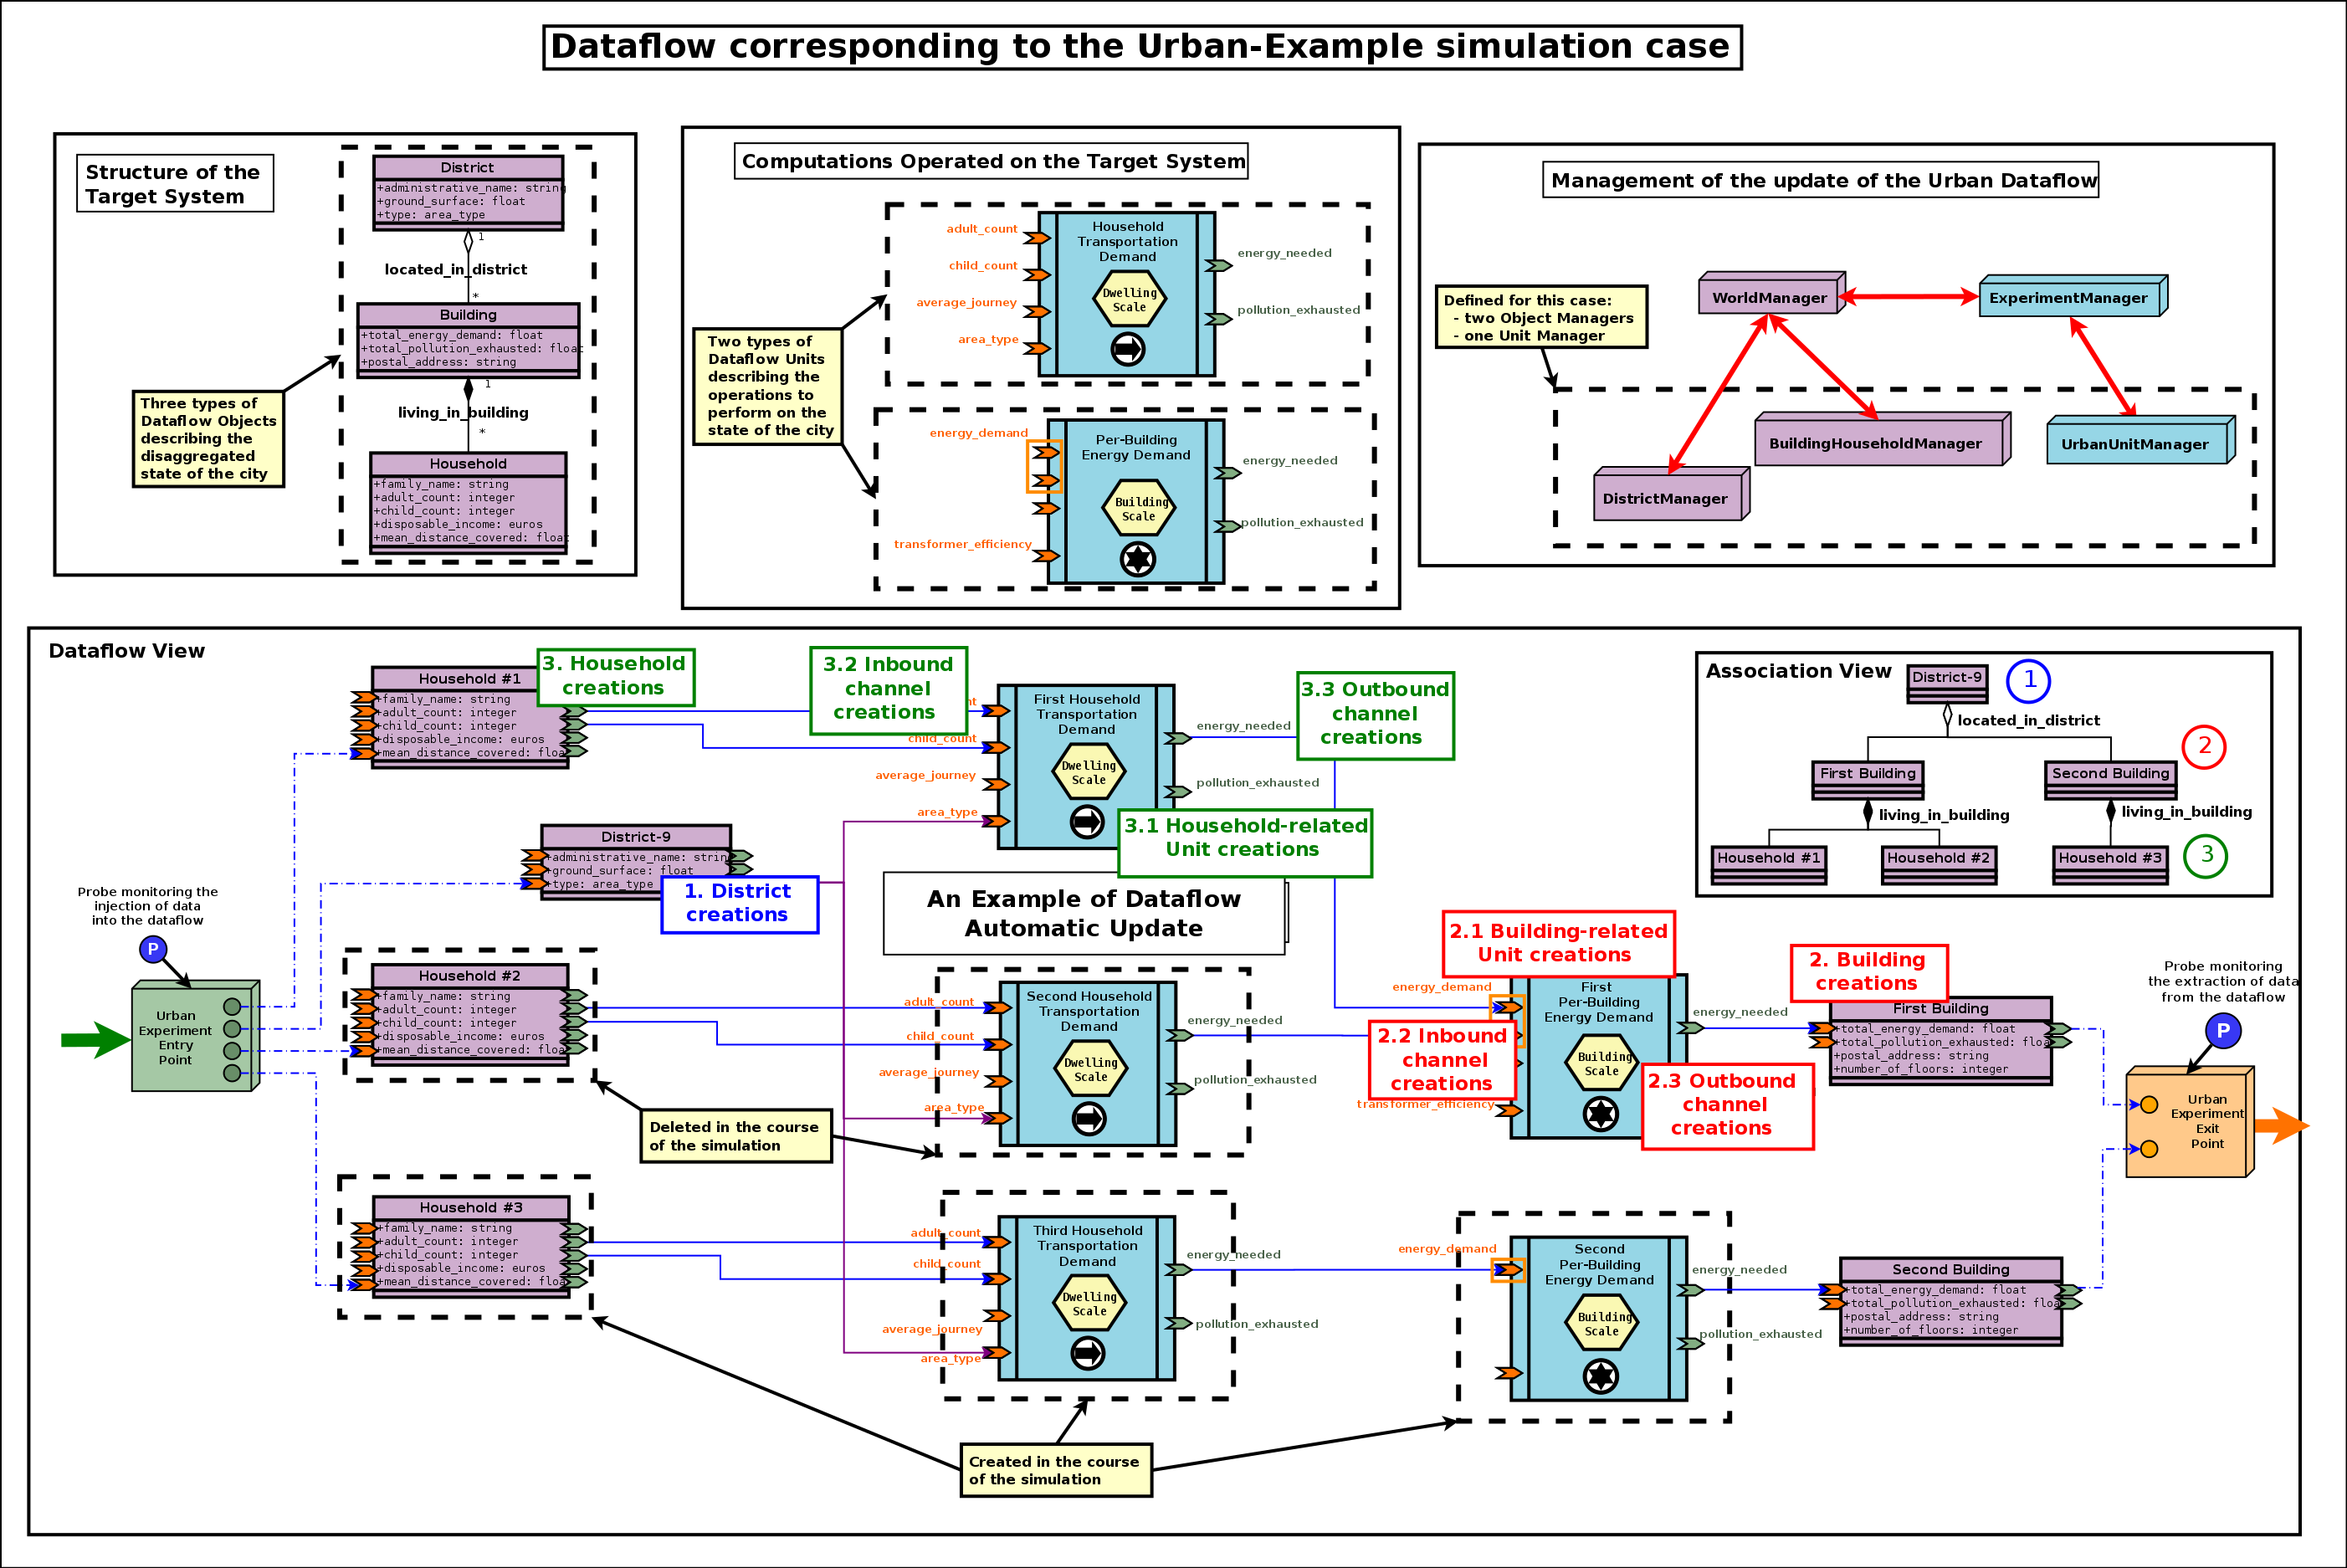 Dataflow corresponding to the Urban-Example simulation case
Structure of the
Target System
District
+administrative_name: string
+ground_surface: float
+type: area_type
1
located_in_district
*
Building
+total_energy_demand: float
+total_pollution_exhausted: float
+postal_address: string
1
living_in_building
*
Household
+family_name: string
+adult_count: integer
+child_count: integer
+disposable_income: euros
+mean_distance_covered: float
Three types of
Dataflow Objects
describing the
disaggregated
state of the city
Computations Operated on the Target System
Two types of
Dataflow Units
describing the
operations to
perform on the
state of the city
adult_count
child_count
average_journey
area_type
Household
Transportation
Demand
Dwelling
Scale
energy_needed
pollution_exhausted
energy_demand
transformer_efficiency
Per-Building
Energy Demand
Building
Scale
energy_needed
pollution_exhausted
Management of the update of the Urban Dataflow
Defined for this case:
- two Object Managers
- one Unit Manager
WorldManager
ExperimentManager
BuildingHouseholdManager
UrbanUnitManager
DistrictManager
Dataflow View
Household #1
+family_name: string
+adult_count: integer
+child_count: integer
+disposable_income: euros
+mean_distance_covered: floa
3. Household
creations
3.2 Inbound
channel
creations
nt
child_count
average_journey
area_type
First Household
Transportation
Demand
Dwelling
Scale
energy_needed
pollution_exhausted
3.3 Outbound
channel
creations
3.1 Household-related
Unit creations
Association View
District-9
1
located_in_district
2
First Building
Second Building
living_in_building
living_in_building
Household #1
Household #2
Household #3
3
District-9
+administrative_name: string
+ground_surface: float
+type: area_type
1. District
creations
An Example of Dataflow
Automatic Update
Probe monitoring the
injection of data
into the dataflow
P
Urban
Experiment
Entry
Point
Household #2
+family_name: string
+adult_count: integer
+child_count: integer
+disposable_income: euros
+mean_distance_covered: floa
Deleted in the course
of the simulation
adult_count
child_count
average_journey
area_type
Second Household
Transportation
Demand
Dwelling
Scale
energy_needed
pollution_exhausted
2.1 Building-related
Unit creations
energy_demand
2.2 Inbound
channel
creations
transformer_efficiency
First
Per-Building
Energy Demand
Building
Scale
energy_needed
2.3 Outbound
channel
creations
2. Building
creations
First Building
+total_energy_demand: float
+total_pollution_exhausted: floa
+postal_address: string
+number_of_floors: integer
Probe monitoring
the extraction of data
from the dataflow
P
Urban
Experiment
Exit
Point
Household #3
+family_name: string
+adult_count: integer
+child_count: integer
+disposable_income: euros
+mean_distance_covered: floa
adult_count
child_count
average_journey
area_type
Third Household
Transportation
Demand
Dwelling
Scale
energy_needed
pollution_exhausted
energy_demand
Second
Per-Building
Energy Demand
Building
Scale
energy_needed
pollution_exhausted
Second Building
+total_energy_demand: float
+total_pollution_exhausted: floa
+postal_address: string
+number_of_floors: integer
Created in the course
of the simulation